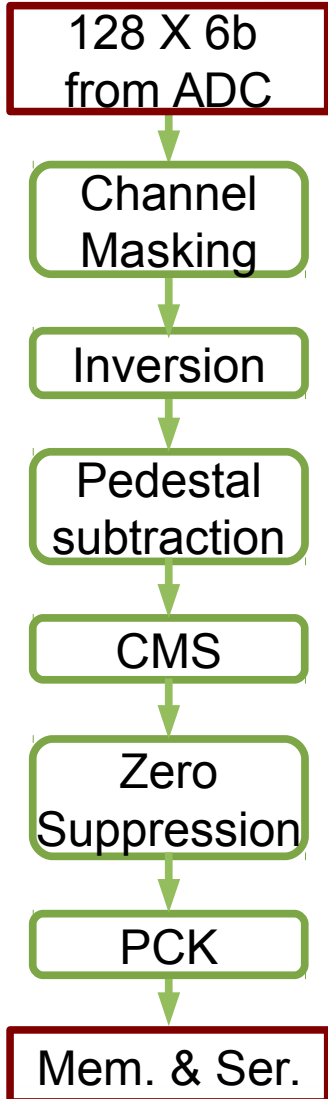 128 X 6b
from ADC
Channel
Masking
Inversion
Pedestal
subtraction
CMS
Zero
Suppression
PCK
Mem. & Ser.